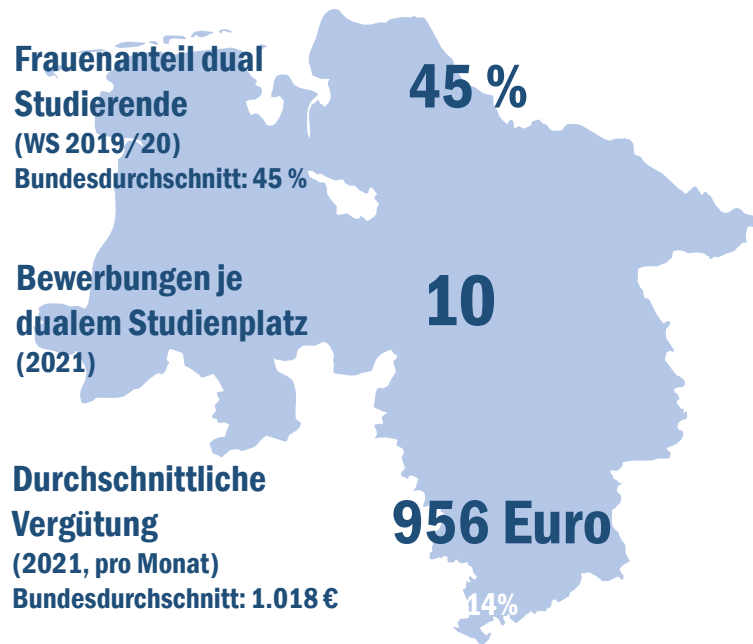 Frauenanteil dual
Studierende
(WS 2019/20)
Bundesdurchschnitt: 45 %
45 %
Bewerbungen je
dualem Studienplatz
(2021)
10
Durchschnittliche
Vergütung
(2021, pro Monat)
Bundesdurchschnitt: 1.018 €
956 Euro
14%